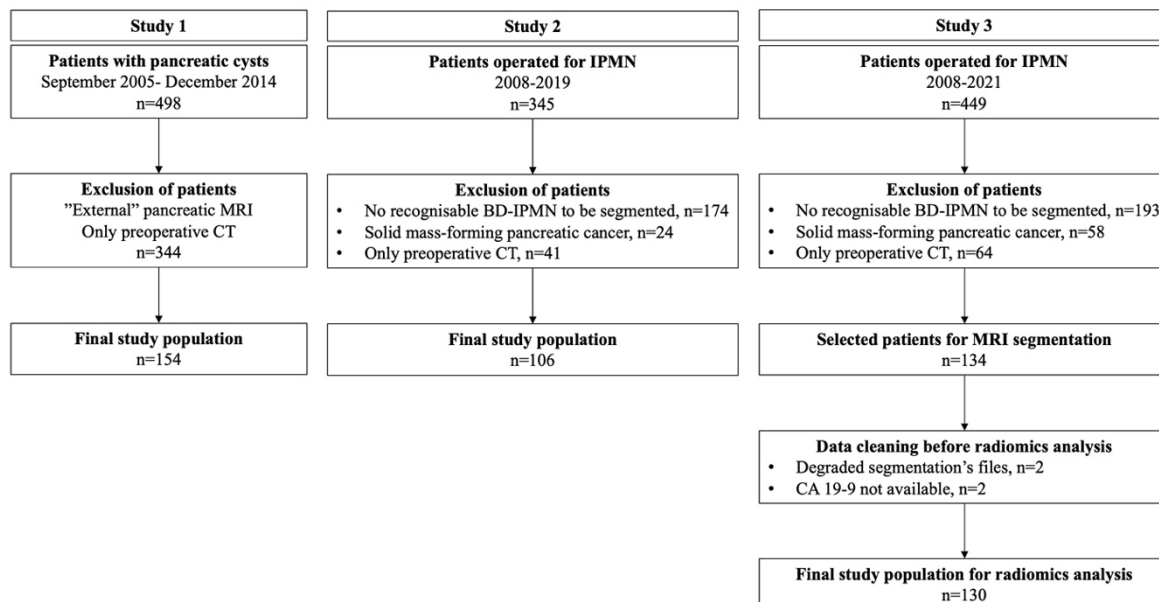 Study 1
Patients with pancreatic cysts
September 2005- December 2014
n=498
Exclusion of patients
”External” pancreatic MRI
Only preoperative CT
n=344
Final study population
n=154
Study 2
Patients operated for IPMN
2008-2019
n=345
Exclusion of patients
• No recognisable BD-IPMN to be segmented, n=174
• Solid mass-forming pancreatic cancer, n=24
• Only preoperative CT, n=41
Final study population
n=106
Study 3
Patients operated for IPMN
2008-2021
n=449
Exclusion of patients
• No recognisable BD-IPMN to be segmented, n=193
• Solid mass-forming pancreatic cancer, n=58
• Only preoperative CT, n=64
Selected patients for MRI segmentation
n=134
Data cleaning before radiomics analysis
• Degraded segmentation’s files, n=2
• CA 19-9 not available, n=2
Final study population for radiomics analysis
n=130